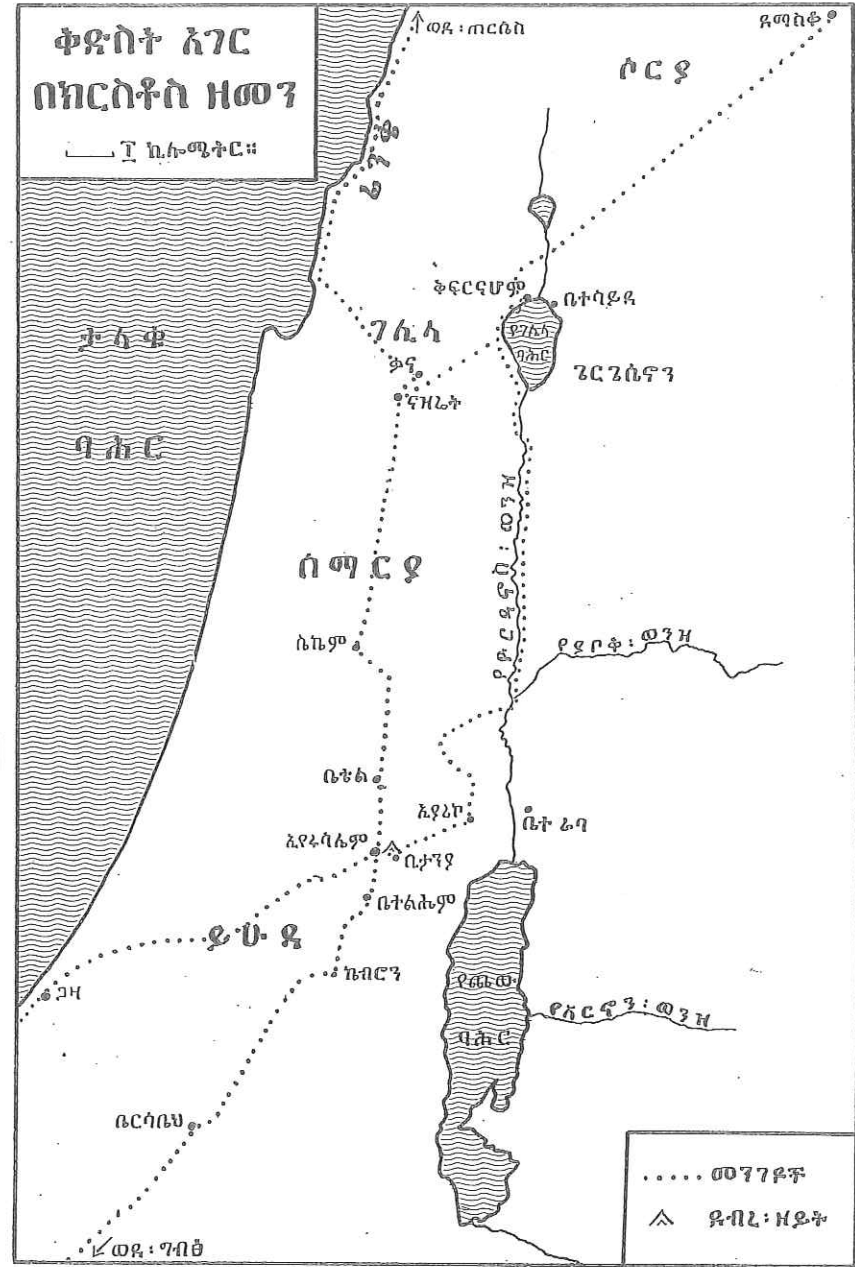 ቅድስት አገር
በክርስቶስ ዘመን
፲ ኪሎሜትር።
ወደ፡ጠርሴስ
ደማስቆ
ሶርያ
ፊንቄ
ቅፍርናሆም
ቤተሳይዳ
ታላቁ
ባሕር
ገሊላ
የገሊላ
ባሕር
ቃና
ጌርጌሴኖን
ናዝሬት
የዮርዳኖስ፡ወንዝ
ሰማርያ
ሴኬም
የያቦቅ፡ወንዝ
ቤቴል
ኢያሪኮ
ቤተ ራባ
ኢየሩሳሌም
ቢታንያ
ቤተልሔም
ይሁዳ
ኬብሮን
ጋዛ
የጨው
ባሕር
የአርኖን፡ወንዝ
ቤርሳቤህ
መንገዶች
ደብረ፡ዘይት
ወደ፡ግብፅ